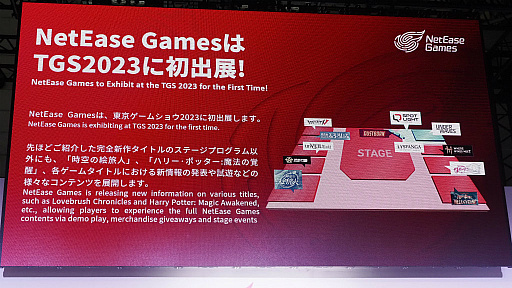 NetEase Gamesは
TGS2023に初出展!
NetEase Games to Exhibit at the TGS 2023 for the First Time!
NetEase
Games
NetEase Gamesは、東京ゲームショウ2023に初出展します。
NetEase Games is exhibiting at TGS 2023 for the first time.
先ほどご紹介した完全新作タイトルのステージプログラム以
外にも、「時空の絵旅人」、「ハリー・ポッター:魔法の覚
醒」、各ゲームタイトルにおける新情報の発表や試遊などの
様々なコンテンツを展開します。
NetEase Games is releasing new information on various titles,
such as Lovebrush Chronicles and Harry Potter: Magic Awakened,
etc., allowing players to experience the full NetEase Games
contents via demo play, merchandise giveaways and stage events
SPOT
LIGHT
UNDER
WAVES
STAGE